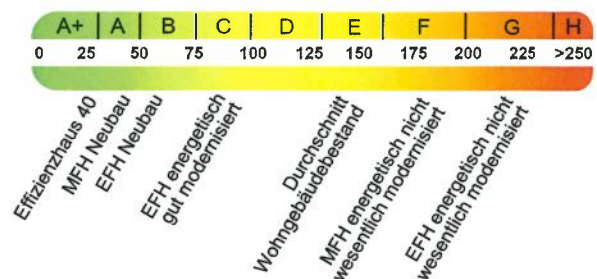 A+ A B C D E F G H
0 25 50 75 100 125 150 175 200 225 >250
Effizienzhaus 40
MFH Neubau
EFH Neubau
EFH energetisch
gut modernisiert
Durchschnitt
Wohngebäudebestand
MFH energetisch nicht
wesentlich modernisiert
EFH energetisch nicht
wesentlich modernisiert